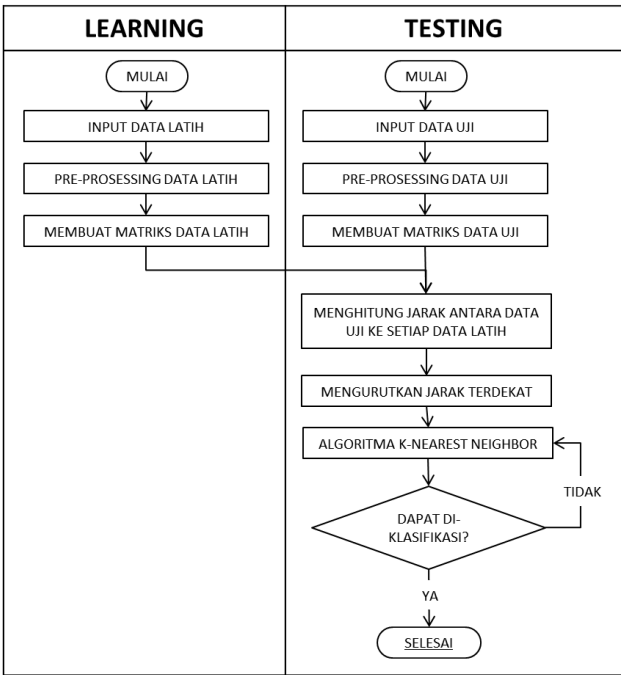 LEARNING
TESTING
MULAI
INPUT DATA LATIH
PRE-PROSESSING DATA LATIH
MEMBUAT MATRIKS DATA LATIH
MULAI
INPUT DATA UJI
PRE-PROSESSING DATA UJI
MEMBUAT MATRIKS DATA UJI
MENGHITUNG JARAK ANTARA DATA
UJI KE SETIAP DATA LATIH
MENGURUTKAN JARAK TERDEKAT
ALGORITMA K-NEAREST NEIGHBOR
TIDAK
DAPAT DI-
KLASIFIKASI?
YA
SELESAI